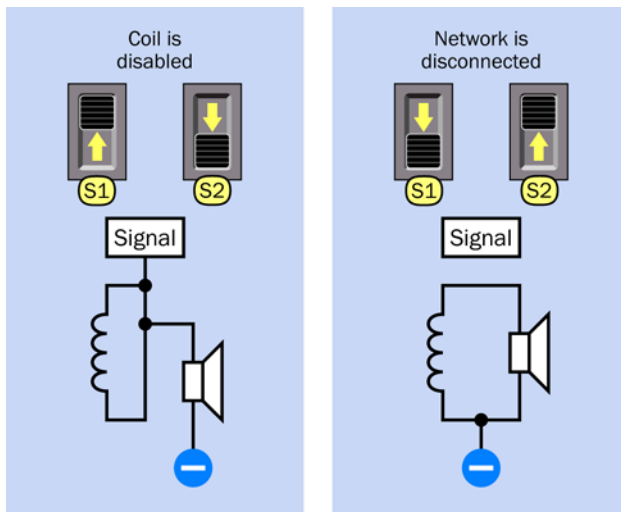 Coil is
disabled
S1
S2
Signal
Network is
disconnected
S1
S2
Signal